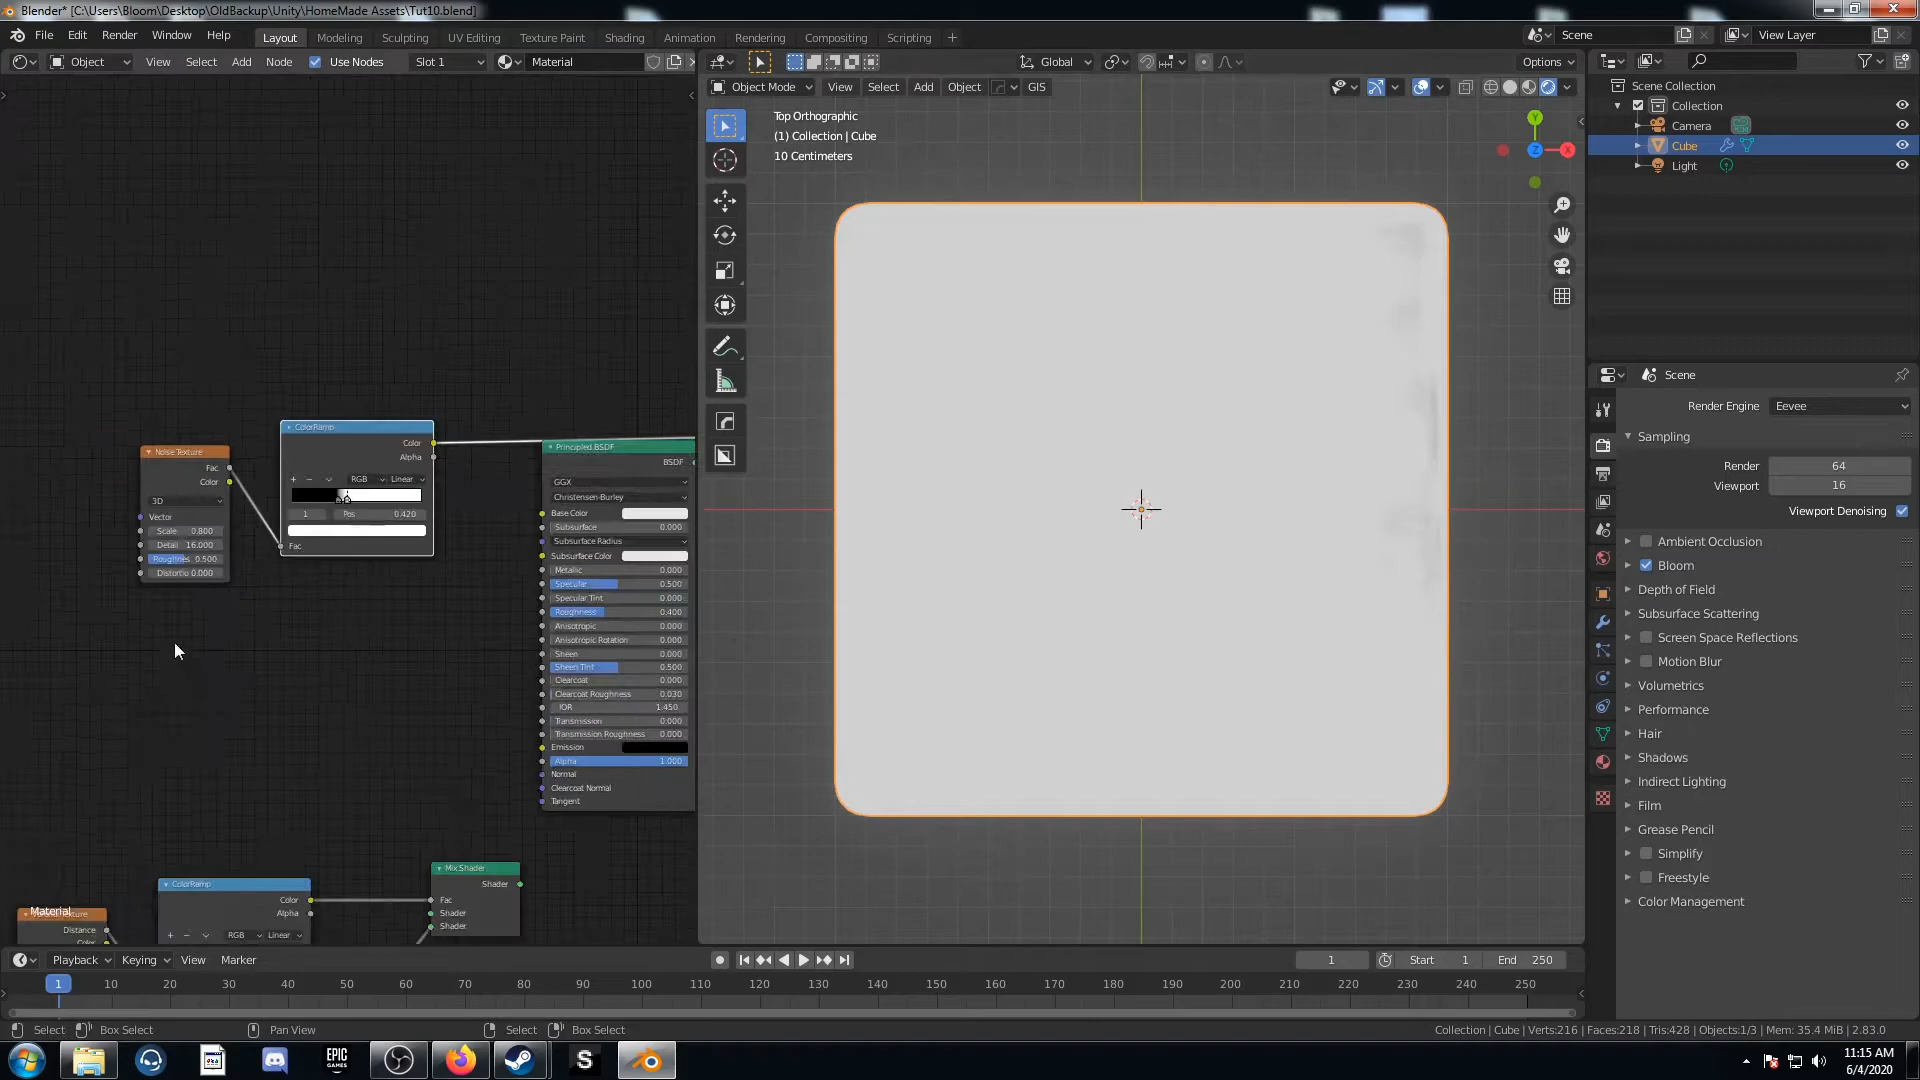 Blender* [C:\Users\Bloom\Desktop\OldBackup\Unity\HomeMade Assets\Tut10.blend]
File Edit Render Window Help Layout Modeling Sculpting UV Editing Texture Paint Shading Animation Rendering Compositing Scripting + Scene View Layer
Object View Select Add Node Use Nodes Slot 1 Material Global Options
Object Mode View Select Add Object GIS
Top Orthographic
(1) Collection | Cube
10 Centimeters
Y
Z
X
Scene Collection
Collection
Camera
Cube
Light
Scene
Render Engine Eevee
Sampling
Render 64
Viewport 16
Viewport Denoising
Ambient Occlusion
Bloom
Depth of Field
Subsurface Scattering
Screen Space Reflections
Motion Blur
Volumetrics
Performance
Hair
Shadows
Indirect Lighting
Film
Grease Pencil
Simplify
Freestyle
Color Management
Noise Texture
Fac
Color
3D
Vector
Scale 0.800
Detail 16.000
Roughnes 0.500
Distortio 0.000
ColorRamp
Color
Alpha
+ − RGB Linear
1 Pos 0.420
Fac
Principled BSDF
BSDF
GGX
Christensen-Burley
Base Color
Subsurface 0.000
Subsurface Radius
Subsurface Color
Metallic 0.000
Specular 0.500
Specular Tint 0.000
Roughness 0.400
Anisotropic 0.000
Anisotropic Rotation 0.000
Sheen 0.000
Sheen Tint 0.500
Clearcoat 0.000
Clearcoat Roughness 0.030
IOR 1.450
Transmission 0.000
Transmission Roughness 0.000
Emission
Alpha 1.000
Normal
Clearcoat Normal
Tangent
Mix Shader
Shader
Fac
Shader
Shader
ColorRamp
Color
Alpha
+ − RGB Linear
Material
Distance
Playback Keying View Marker 1 Start 1 End 250
1 10 20 30 40 50 60 70 80 90 100 110 120 130 140 150 160 170 180 190 200 210 220 230 240 250
Select Box Select Pan View Select Box Select Collection | Cube | Verts:216 | Faces:218 | Tris:428 | Objects:1/3 | Mem: 35.4 MiB | 2.83.0
EPIC GAMES
S
11:15 AM
6/4/2020